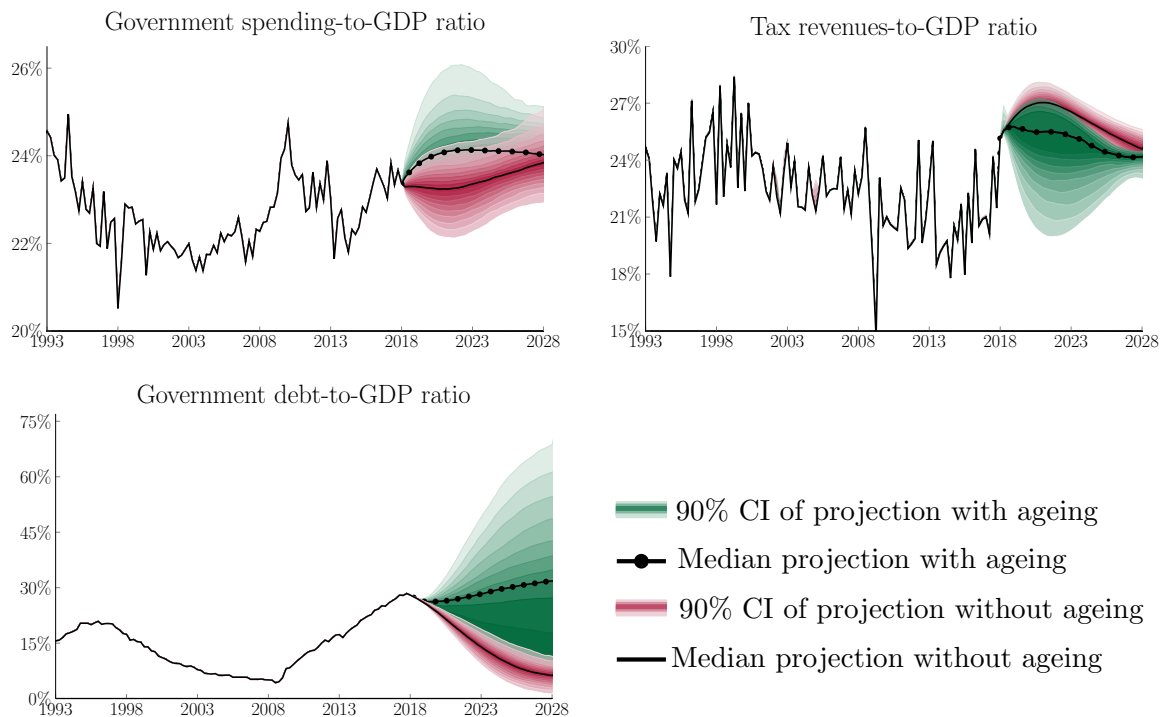 Government spending-to-GDP ratio
26%
24%
22%
20%
1993 1998 2003 2008 2013 2018 2023 2028
Tax revenues-to-GDP ratio
30%
27%
24%
21%
18%
15%
1993 1998 2003 2008 2013 2018 2023 2028
Government debt-to-GDP ratio
75%
60%
45%
30%
15%
0%
1993 1998 2003 2008 2013 2018 2023 2028
90% CI of projection with ageing
Median projection with ageing
90% CI of projection without ageing
Median projection without ageing